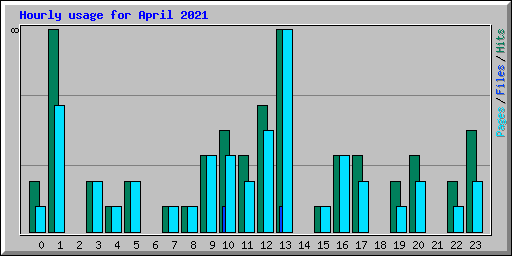 Hourly usage for April 2021
8
Pages/Files/Hits
0 1 2 3 4 5 6 7 8 9 10 11 12 13 14 15 16 17 18 19 20 21 22 23